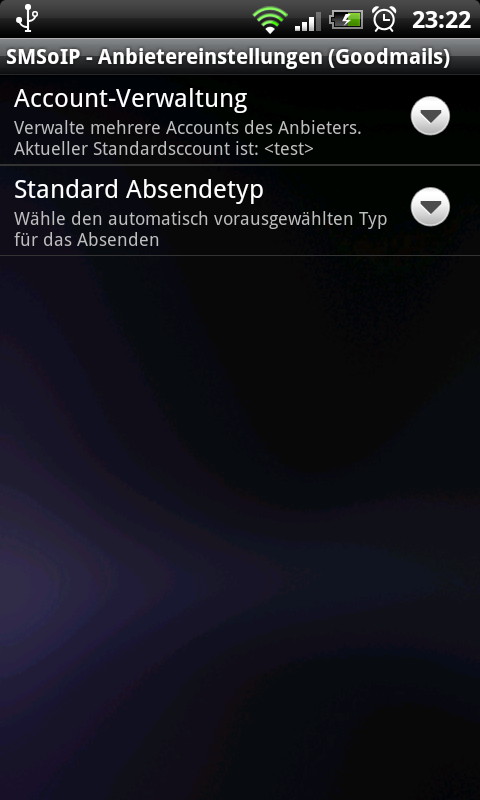 23:22
SMSoIP - Anbietereinstellungen (Goodmails)
Account-Verwaltung
Verwalte mehrere Accounts des Anbieters.
Aktueller Standardsccount ist: <test>
Standard Absendetyp
Wähle den automatisch vorausgewählten Typ
für das Absenden